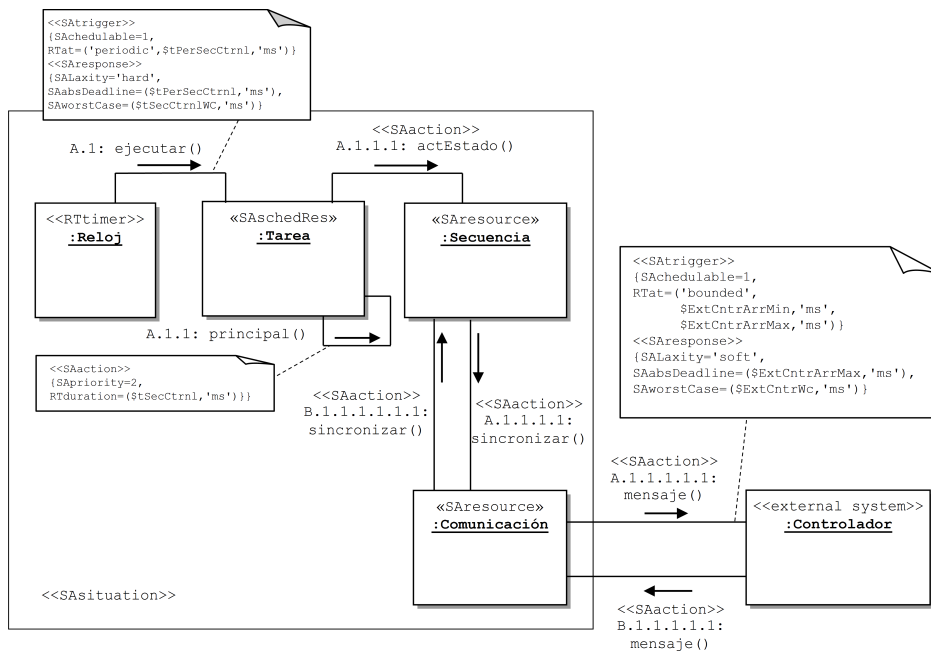 <<SAtrigger>>
{SAchedulable=1,
RTat=('periodic',$tPerSecCtrnl,'ms')}
<<SAresponse>>
{SALaxity='hard',
SAabsDeadline=($tPerSecCtrnl,'ms'),
SAworstCase=($tSecCtrnlWC,'ms')}
A.1: ejecutar()
<<SAaction>>
A.1.1.1: actEstado()
<<RTtimer>>
:Reloj
«SAschedRes»
:Tarea
«SAresource»
:Secuencia
A.1.1: principal()
<<SAaction>>
{SApriority=2,
RTduration=($tSecCtrnl,'ms')}}
<<SAtrigger>>
{SAchedulable=1,
RTat=('bounded',
$ExtCntrArrMin,'ms',
$ExtCntrArrMax,'ms')}
<<SAresponse>>
{SALaxity='soft',
SAabsDeadline=($ExtCntrArrMax,'ms'),
SAworstCase=($ExtCntrWc,'ms')}
<<SAaction>>
B.1.1.1.1.1.1:
sincronizar()
<<SAaction>>
A.1.1.1.1:
sincronizar()
<<SAaction>>
A.1.1.1.1.1:
mensaje()
«SAresource»
:Comunicación
<<external system>>
:Controlador
<<SAsituation>>
<<SAaction>>
B.1.1.1.1.1:
mensaje()